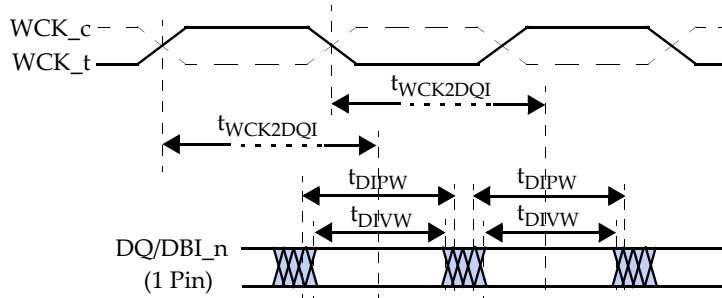 WCK_c
WCK_t
tWCK2DQI
tWCK2DQI
tDIPW
tDIPW
tDIVW
tDIVW
DQ/DBI_n
(1 Pin)